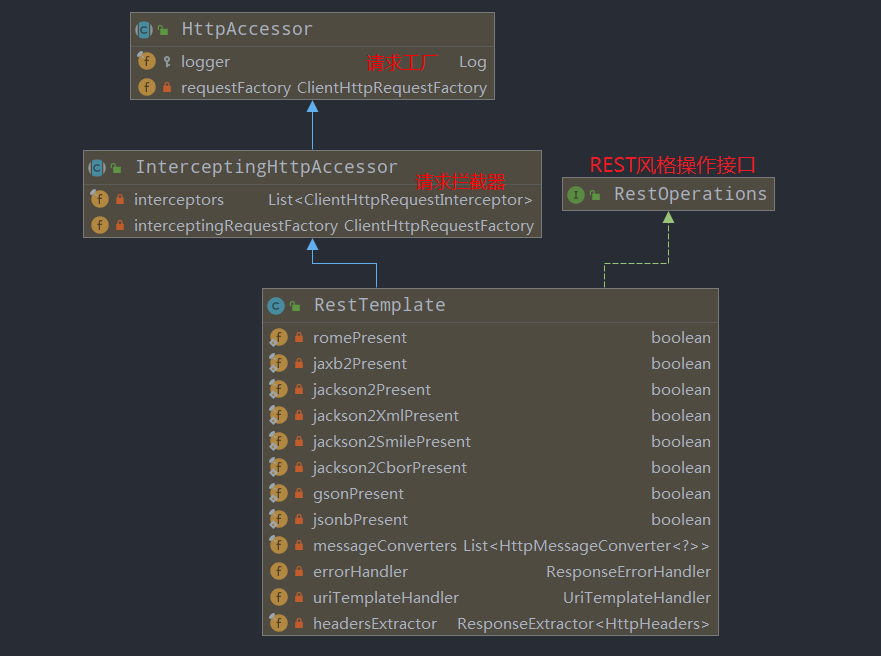 HttpAccessor
logger 请求工厂 Log
requestFactory ClientHttpRequestFactory
InterceptingHttpAccessor
请求拦截器
interceptors List<ClientHttpRequestInterceptor>
interceptingRequestFactory ClientHttpRequestFactory
REST风格操作接口
RestOperations
RestTemplate
romePresent boolean
jaxb2Present boolean
jackson2Present boolean
jackson2XmlPresent boolean
jackson2SmilePresent boolean
jackson2CborPresent boolean
gsonPresent boolean
jsonbPresent boolean
messageConverters List<HttpMessageConverter<?>>
errorHandler ResponseErrorHandler
uriTemplateHandler UriTemplateHandler
headersExtractor ResponseExtractor<HttpHeaders>